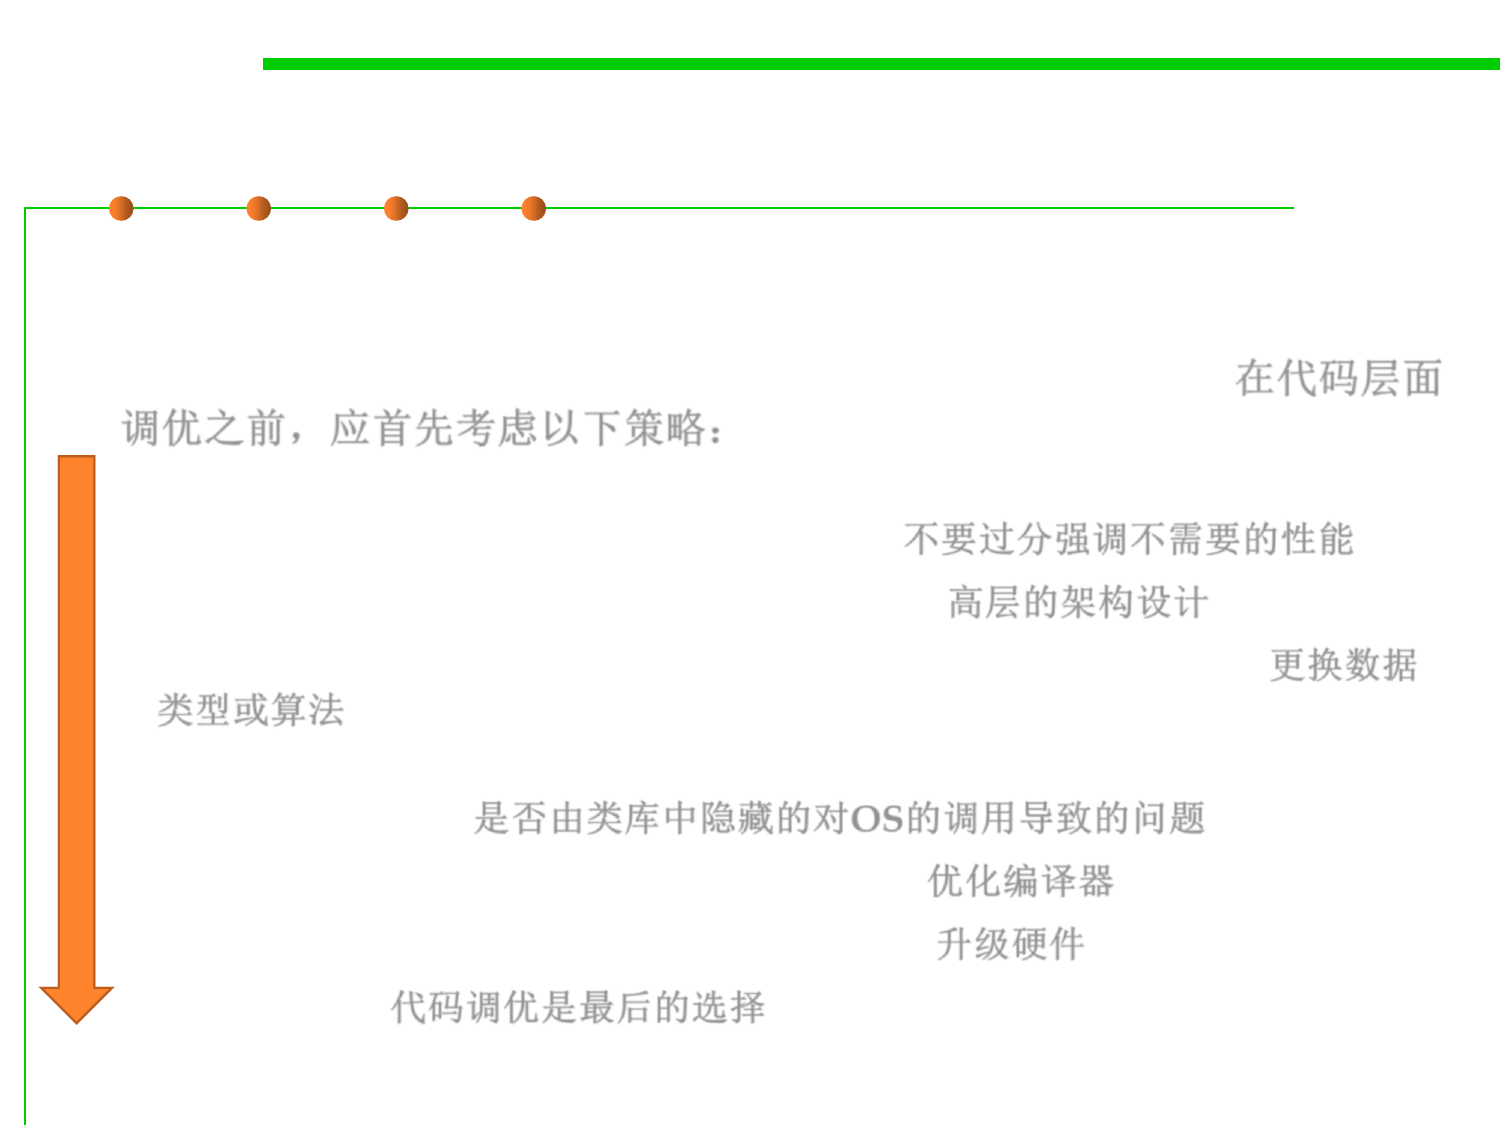 在代码层面
调优之前，应首先考虑以下策略：
不要过分强调不需要的性能
高层的架构设计
更换数据
类型或算法
是否由类库中隐藏的对OS的调用导致的问题
优化编译器
升级硬件
代码调优是最后的选择